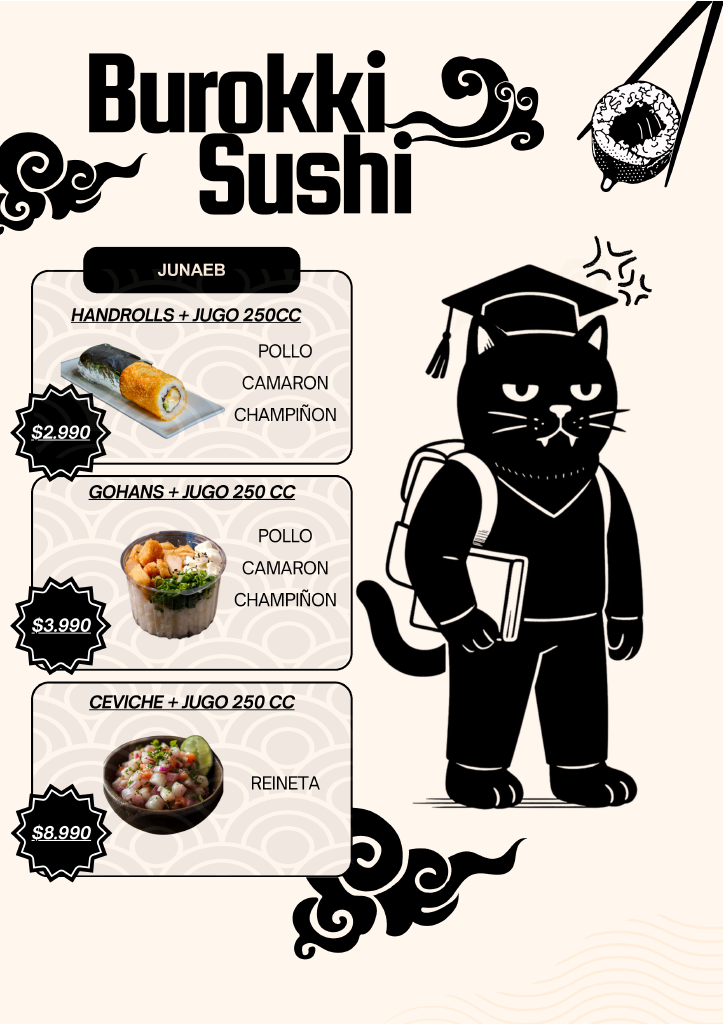 Burokki
Sushi
JUNAEB
HANDROLLS + JUGO 250CC
POLLO
CAMARON
CHAMPIÑON
$2.990
GOHANS + JUGO 250 CC
POLLO
CAMARON
CHAMPIÑON
$3.990
CEVICHE + JUGO 250 CC
REINETA
$8.990